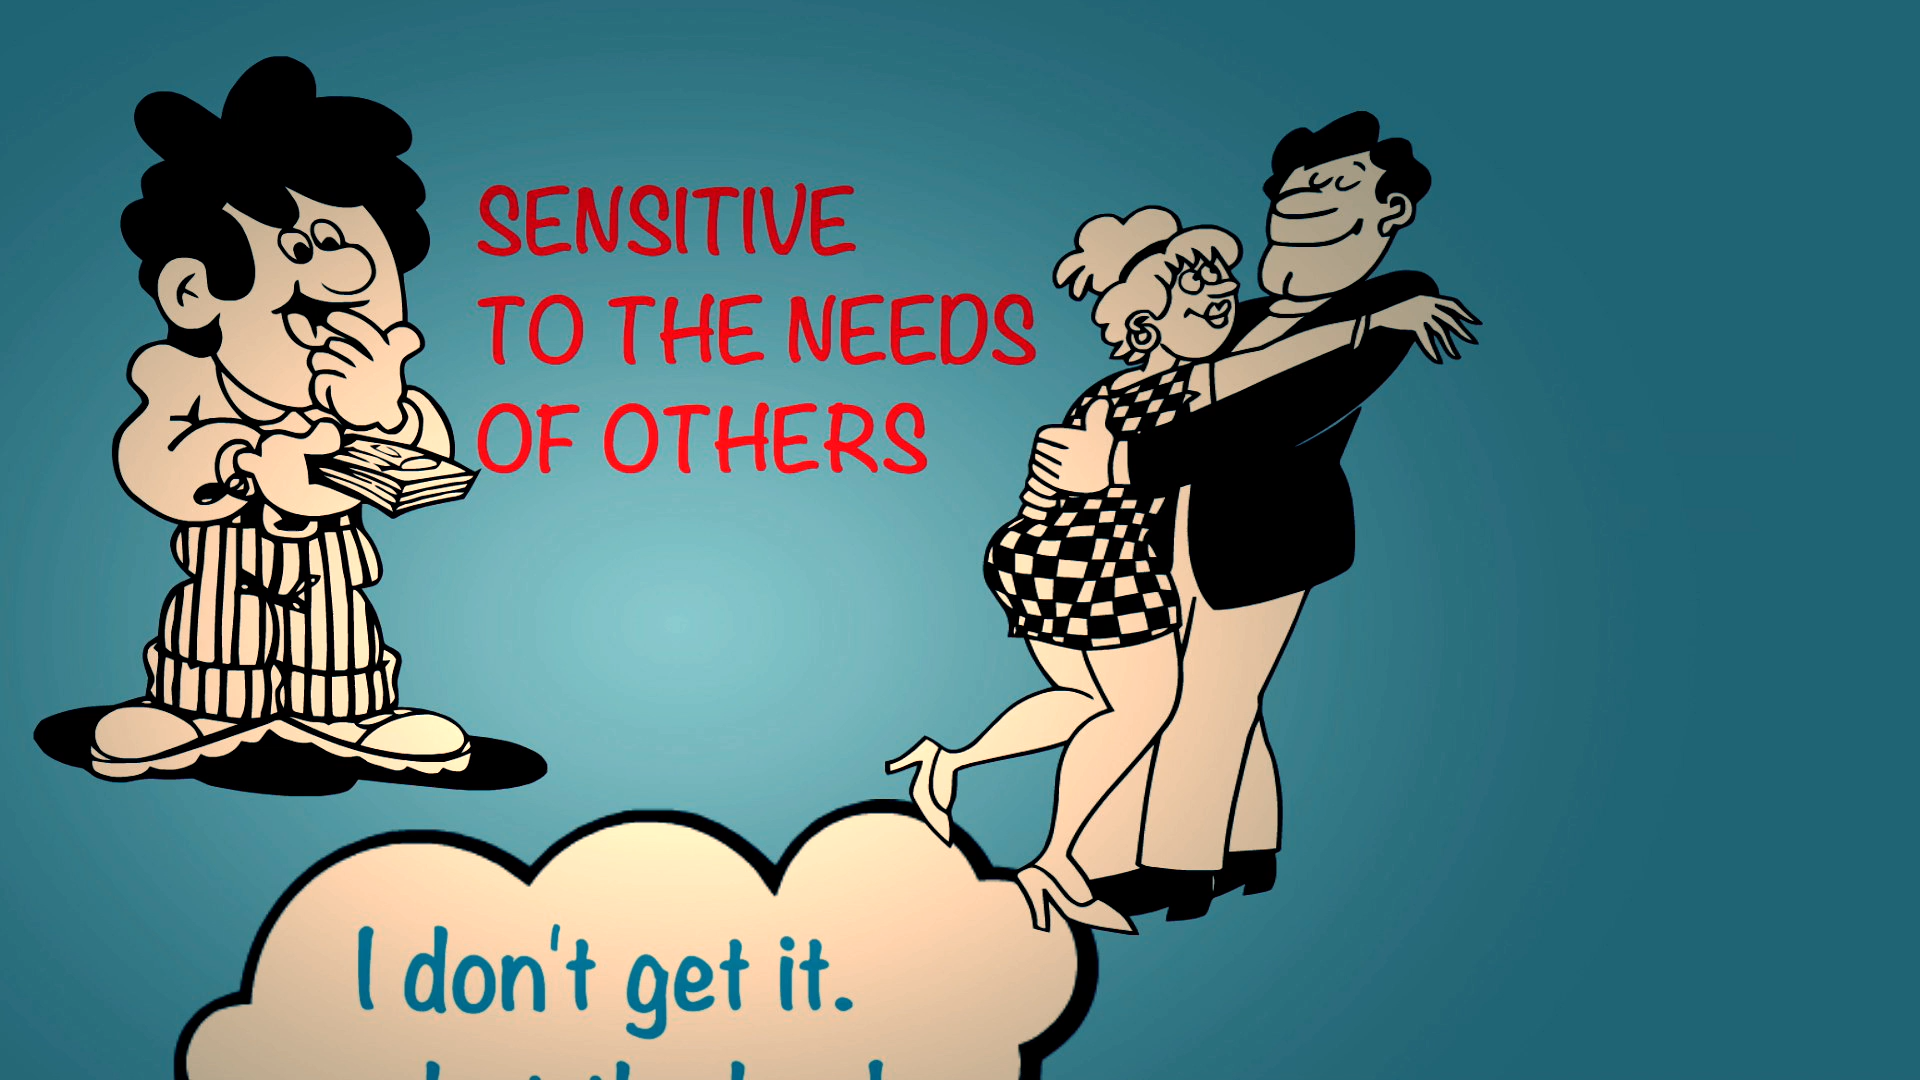 SENSITIVE
TO THE NEEDS
OF OTHERS
I don't get it.